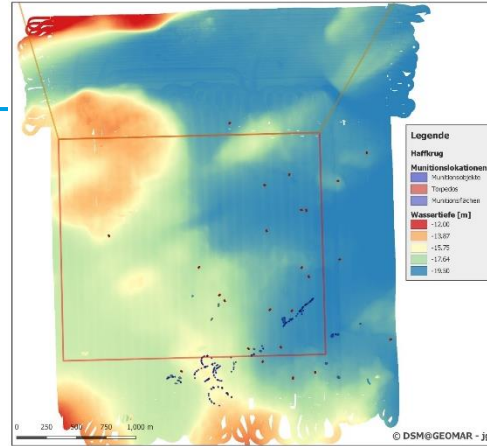 Legende
Haffkrug
Munitionslokationen
Munitionsobjekte
Torpedos
Munitionsflächen
Wassertiefe [m]
-12,00
-13,87
-15,75
-17,64
-19,50
0 250 500 750 1,000 m
© DSM@GEOMAR - j